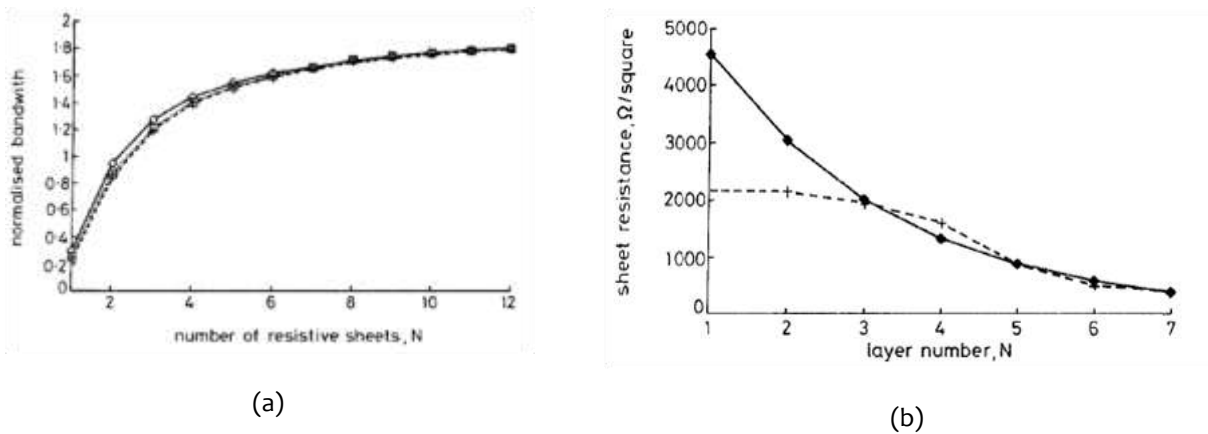 normalised bandwith
2
1·8
1·6
1·4
1·2
1
0·8
0·6
0·4
0·2
0
2 4 6 8 10 12
number of resistive sheets, N
(a)
sheet resistance, Ω/square
5000
4000
3000
2000
1000
0
1 2 3 4 5 6 7
layer number, N
(b)